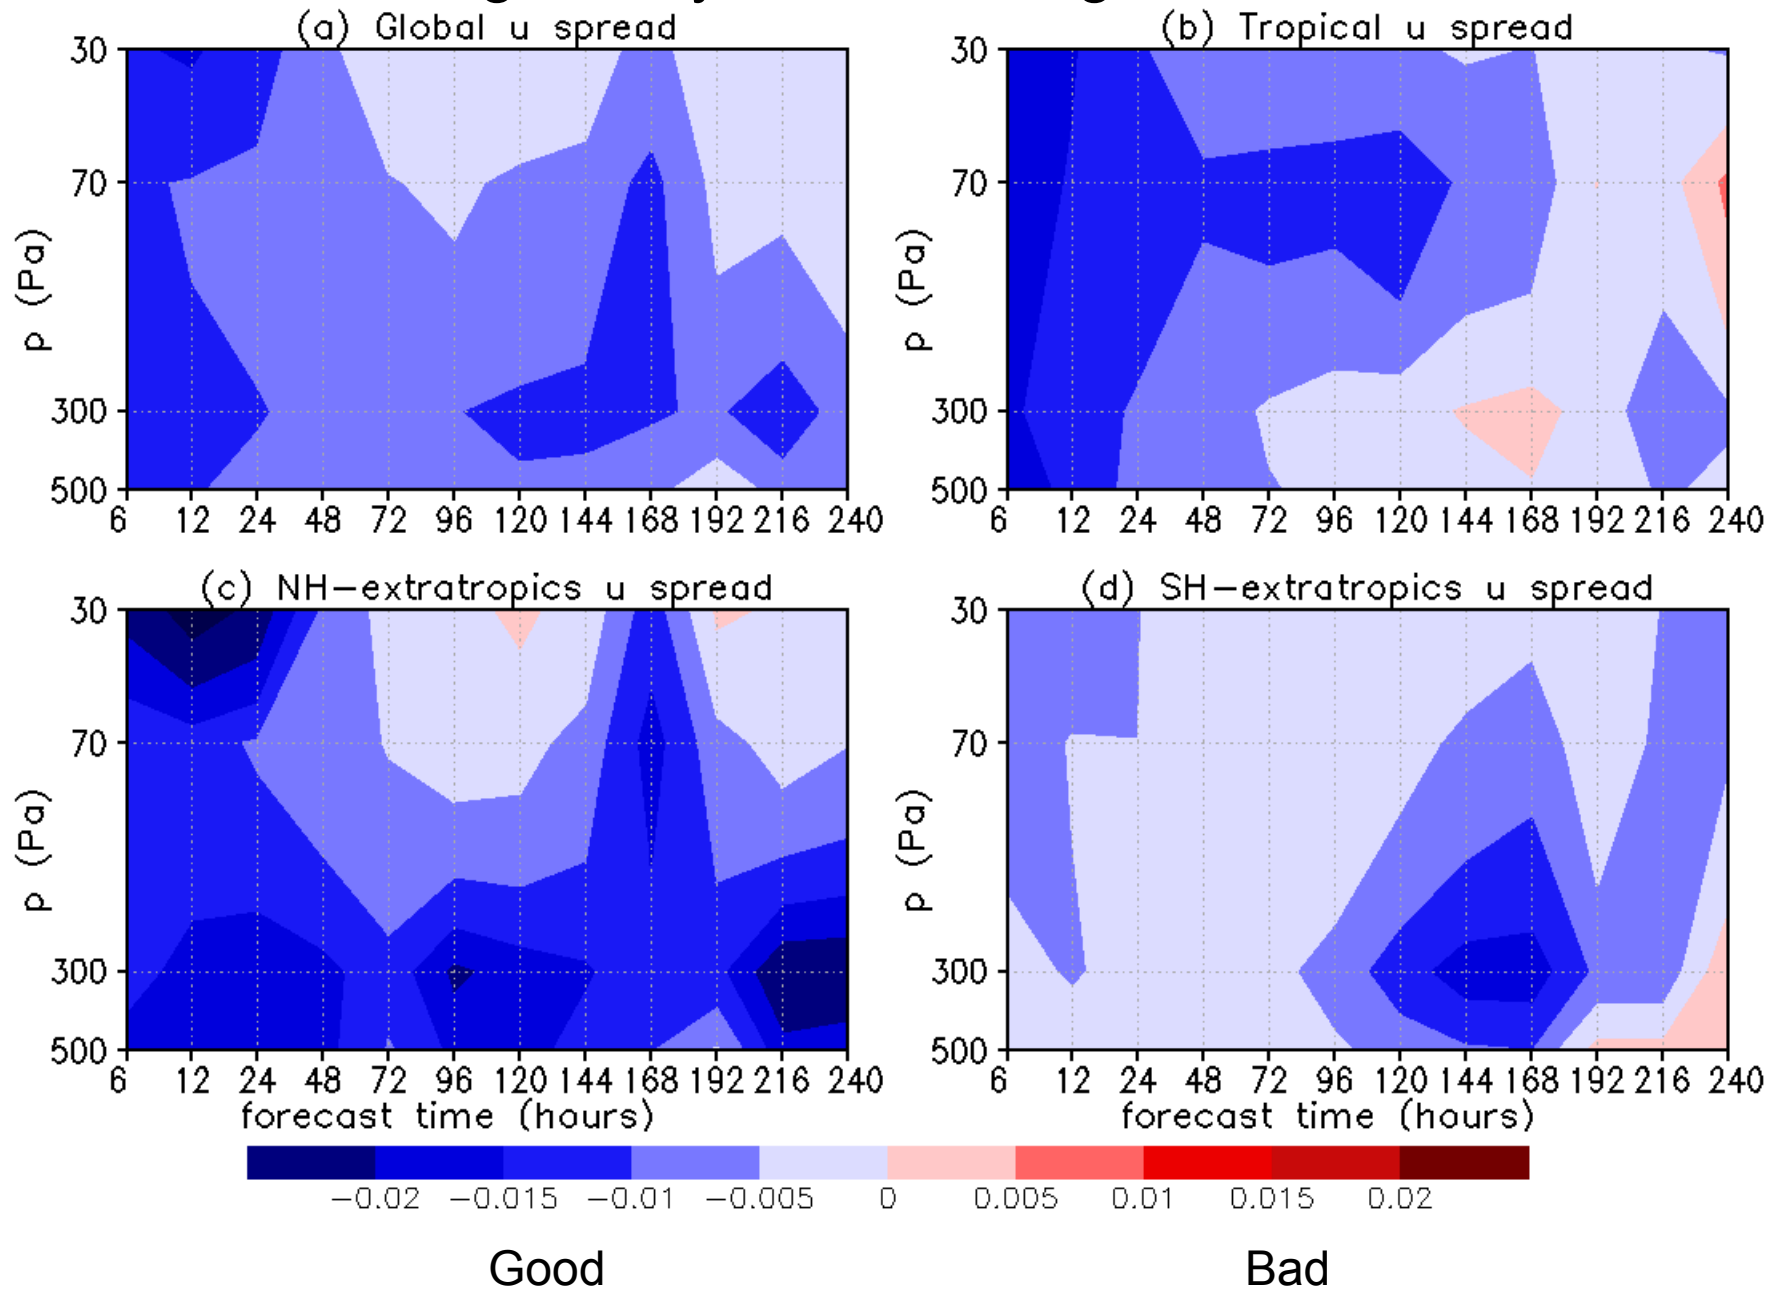 (a) Global u spread
(b) Tropical u spread
30
70
300
500
p (Pa)
6 12 24 48 72 96 120 144 168 192 216 240
30
70
300
500
p (Pa)
6 12 24 48 72 96 120 144 168 192 216 240
(c) NH-extratropics u spread
(d) SH-extratropics u spread
30
70
300
500
p (Pa)
6 12 24 48 72 96 120 144 168 192 216 240
forecast time (hours)
30
70
300
500
p (Pa)
6 12 24 48 72 96 120 144 168 192 216 240
forecast time (hours)
-0.02 -0.015 -0.01 -0.005 0 0.005 0.01 0.015 0.02
Good
Bad